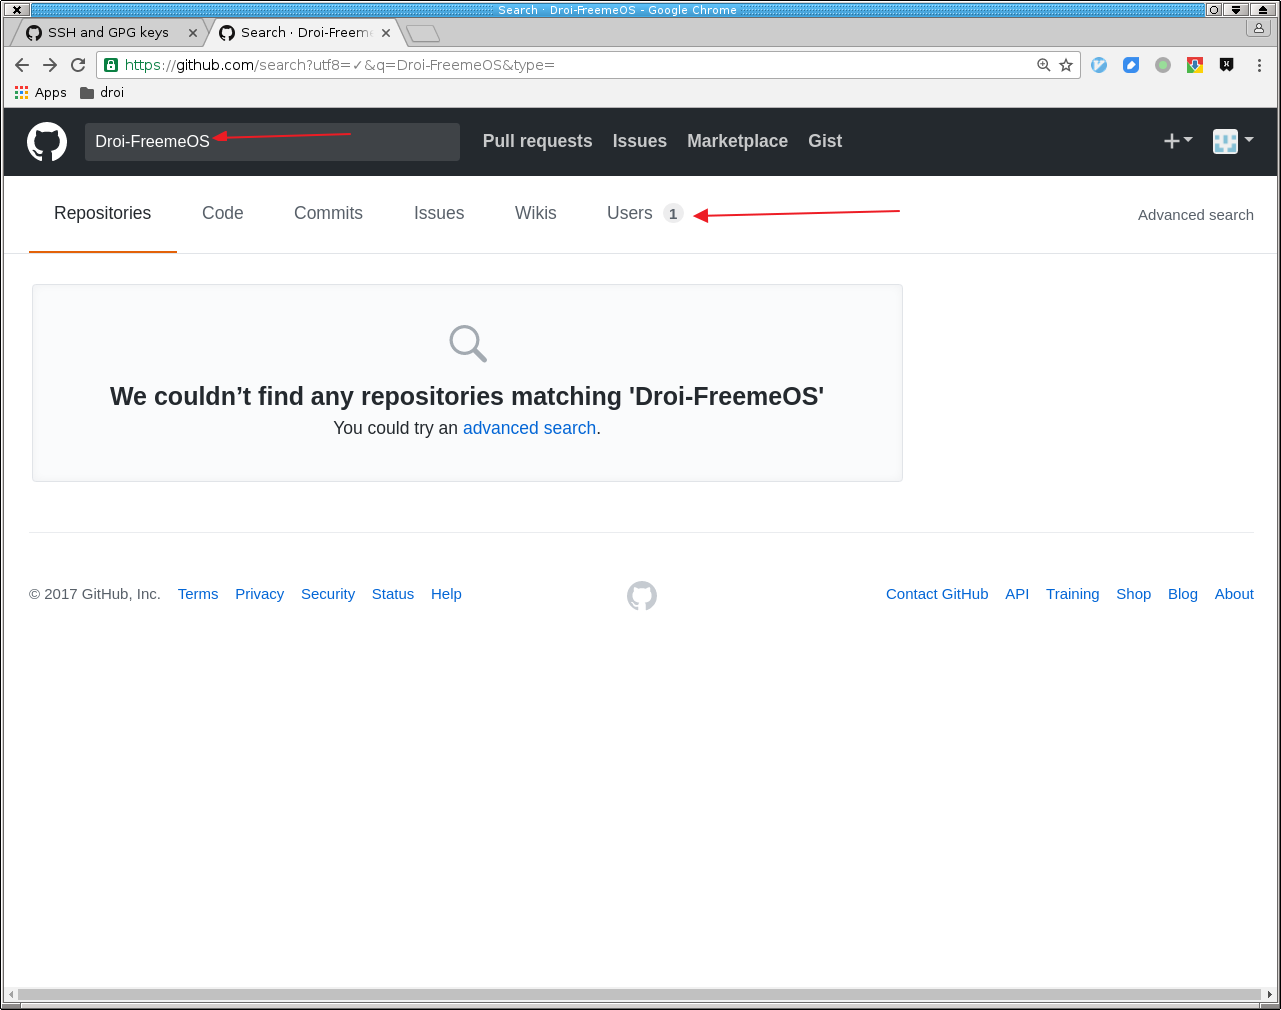 Search · Droi-FreemeOS - Google Chrome
SSH and GPG keys
Search · Droi-Freeme
https://github.com/search?utf8=✓&q=Droi-FreemeOS&type=
Apps droi
Droi-FreemeOS Pull requests Issues Marketplace Gist
Repositories Code Commits Issues Wikis Users 1 Advanced search
We couldn’t find any repositories matching 'Droi-FreemeOS'
You could try an advanced search.
© 2017 GitHub, Inc. Terms Privacy Security Status Help Contact GitHub API Training Shop Blog About